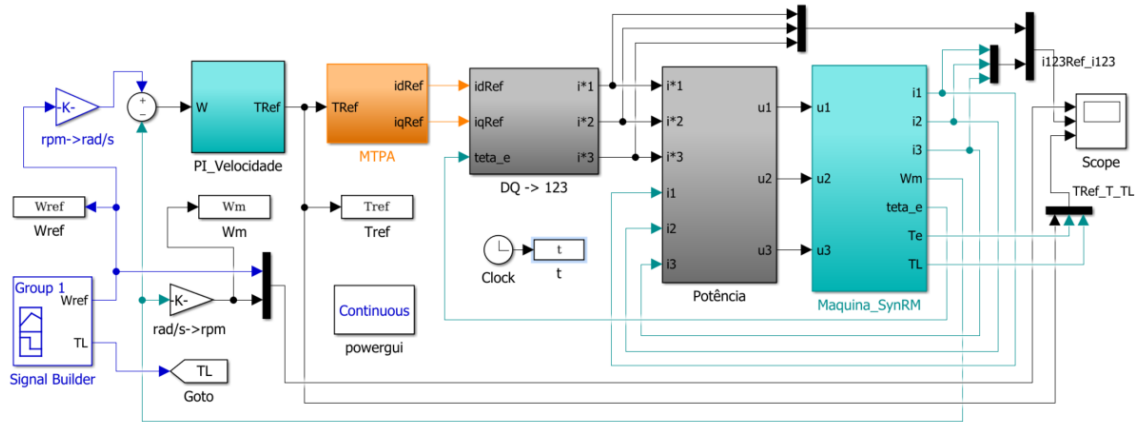 -K-
rpm->rad/s
+
−
W
TRef
PI_Velocidade
TRef
idRef
iqRef
MTPA
idRef
iqRef
teta_e
i*1
i*2
i*3
DQ -> 123
i*1
i*2
i*3
i1
i2
i3
u1
u2
u3
Potência
u1
u2
u3
i1
i2
i3
Wm
teta_e
Te
TL
Maquina_SynRM
i123Ref_i123
Scope
TRef_T_TL
Wref
Wref
Wm
Wm
Tref
Tref
Clock
t
t
Continuous
powergui
Group 1
Wref
TL
Signal Builder
-K-
rad/s->rpm
TL
Goto